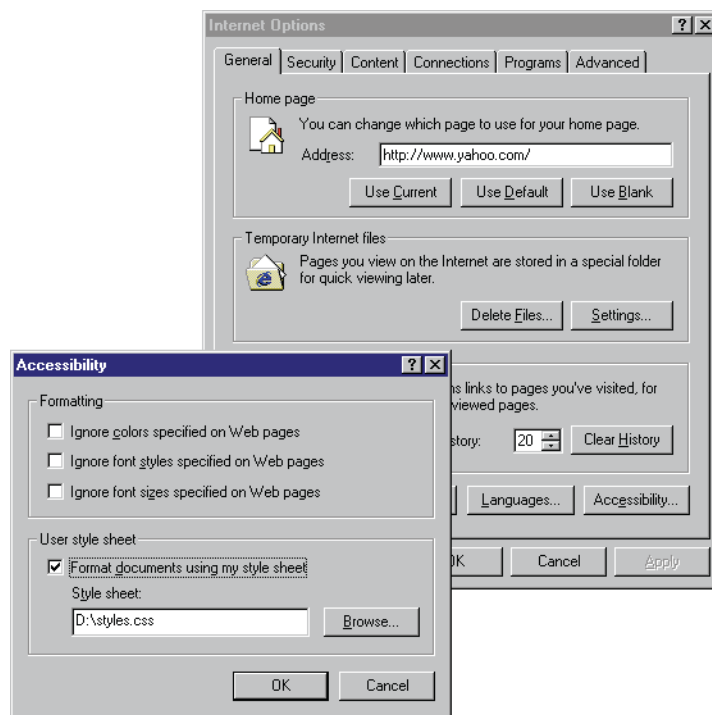 Internet Options
General Security Content Connections Programs Advanced
Home page
You can change which page to use for your home page.
Address: http://www.yahoo.com/
Use Current Use Default Use Blank
Temporary Internet files
Pages you view on the Internet are stored in a special folder
for quick viewing later.
Delete Files... Settings...
links to pages you've visited, for
viewed pages.
20 Clear History
Languages... Accessibility...
Cancel Apply
Accessibility
Formatting
Ignore colors specified on Web pages
Ignore font styles specified on Web pages
Ignore font sizes specified on Web pages
User style sheet
Format documents using my style sheet
Style sheet:
D:\styles.css Browse...
OK Cancel